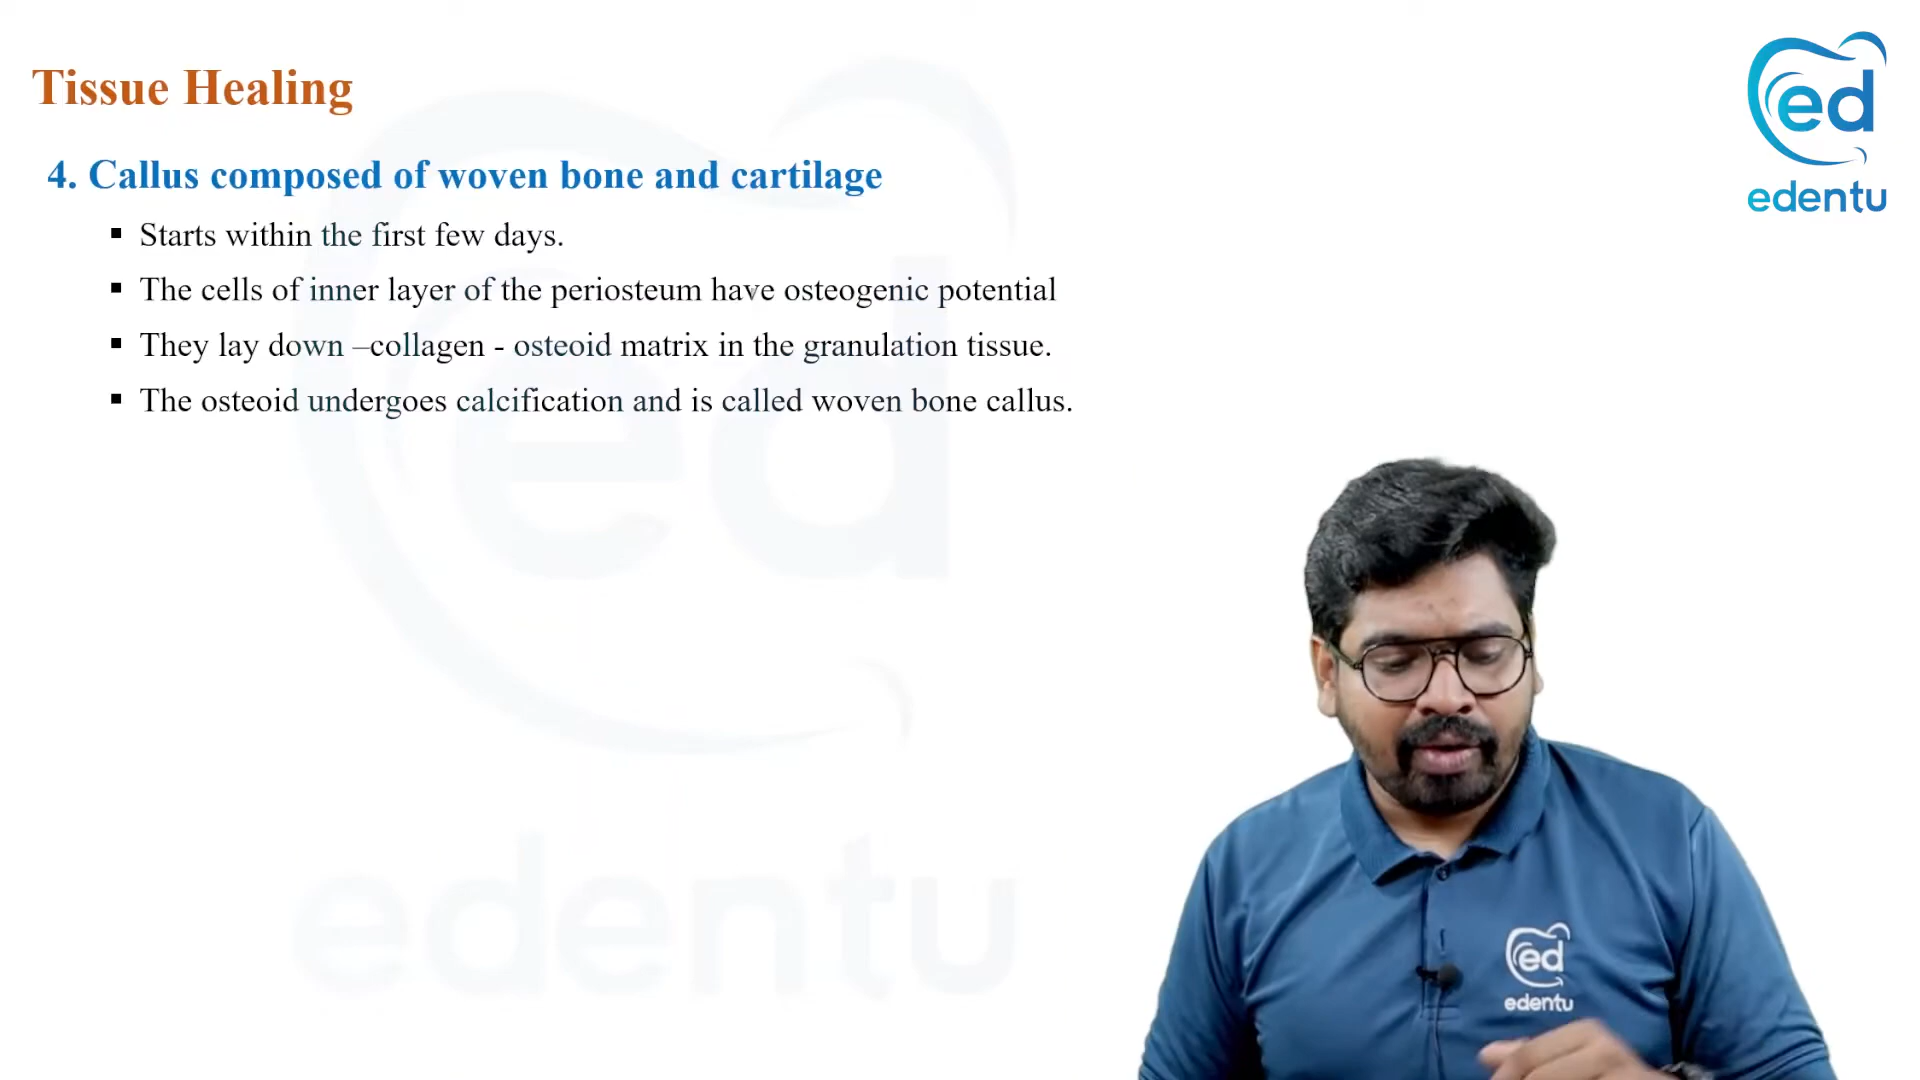 Tissue Healing
4. Callus composed of woven bone and cartilage
▪ Starts within the first few days.
▪ The cells of inner layer of the periosteum have osteogenic potential
▪ They lay down –collagen - osteoid matrix in the granulation tissue.
▪ The osteoid undergoes calcification and is called woven bone callus.
ed
edentu
ed
edentu
ed
edentu